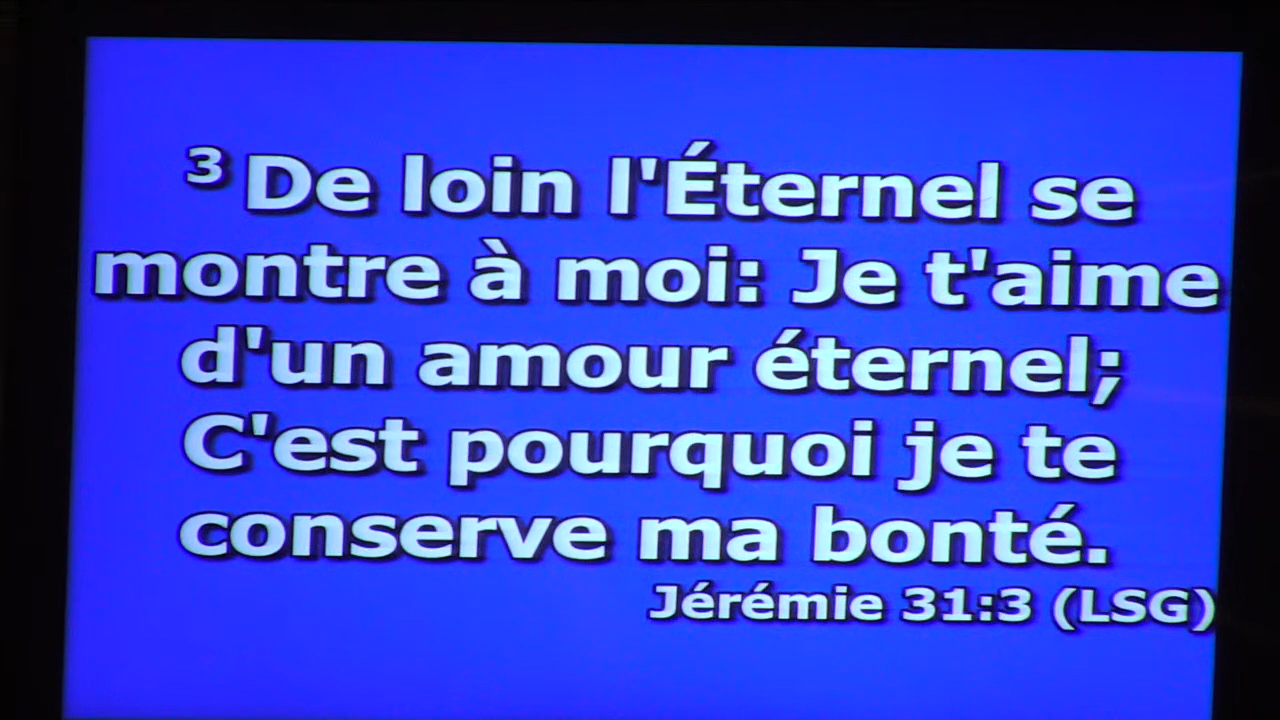 3 De loin l'Éternel se
montre à moi: Je t'aime
d'un amour éternel;
C'est pourquoi je te
conserve ma bonté.
Jérémie 31:3 (LSG)